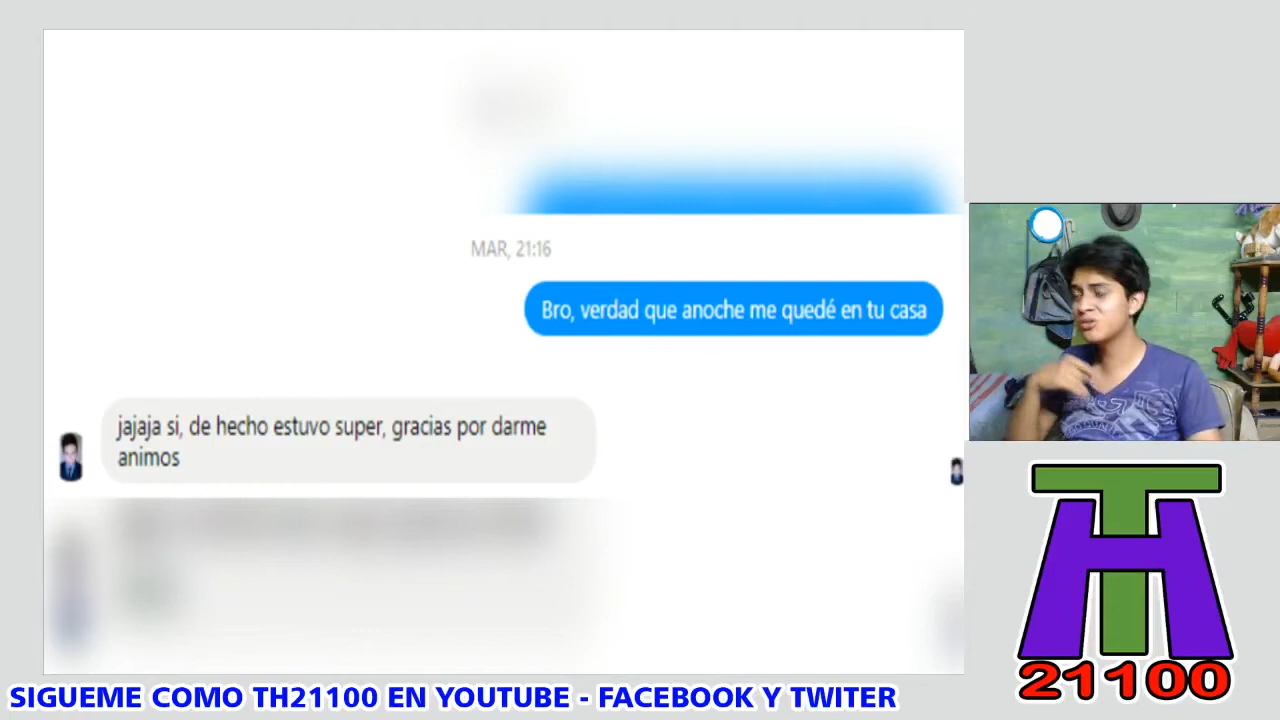 MAR, 21:16
Bro, verdad que anoche me quedé en tu casa
jajaja si, de hecho estuvo super, gracias por darme
animos
TH
21100
SIGUEME COMO TH21100 EN YOUTUBE - FACEBOOK Y TWITER